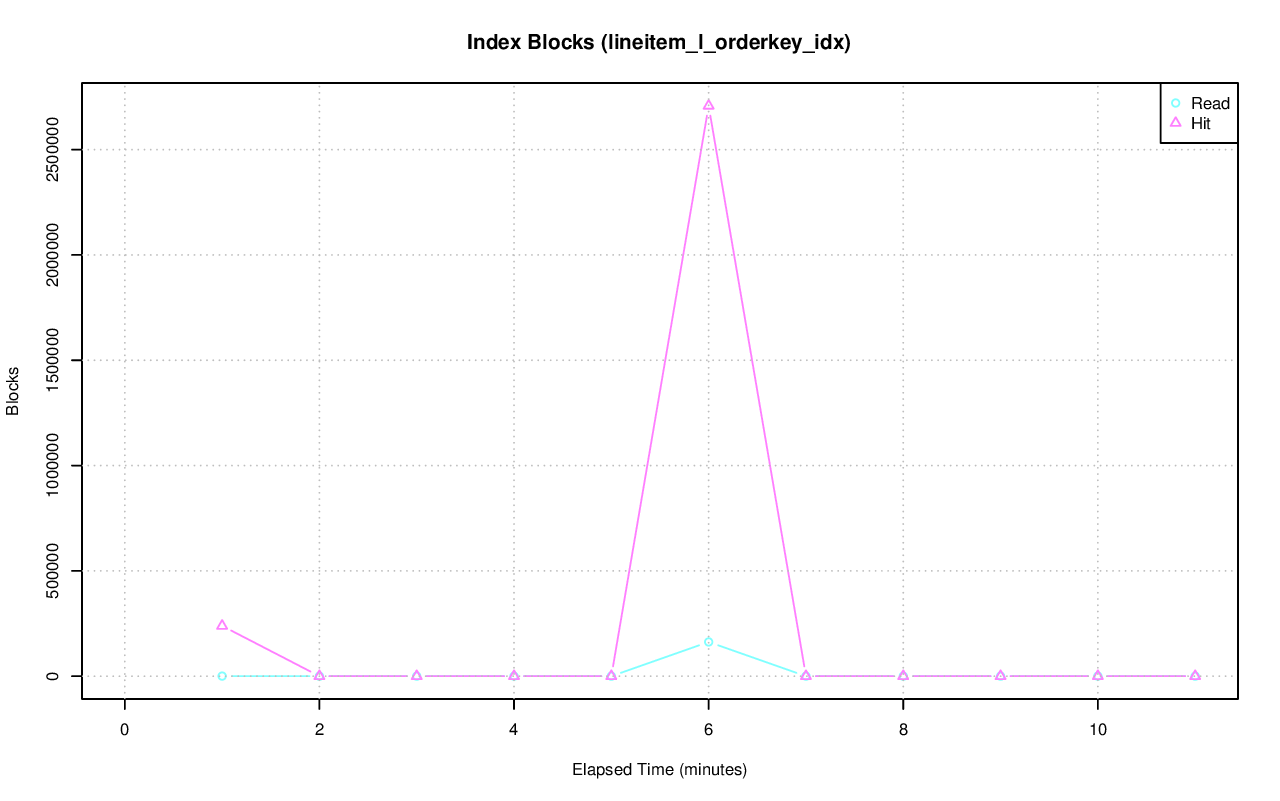 Index Blocks (lineitem_l_orderkey_idx)
Read
Hit
2500000
2000000
1500000
1000000
500000
0
Blocks
0 2 4 6 8 10
Elapsed Time (minutes)